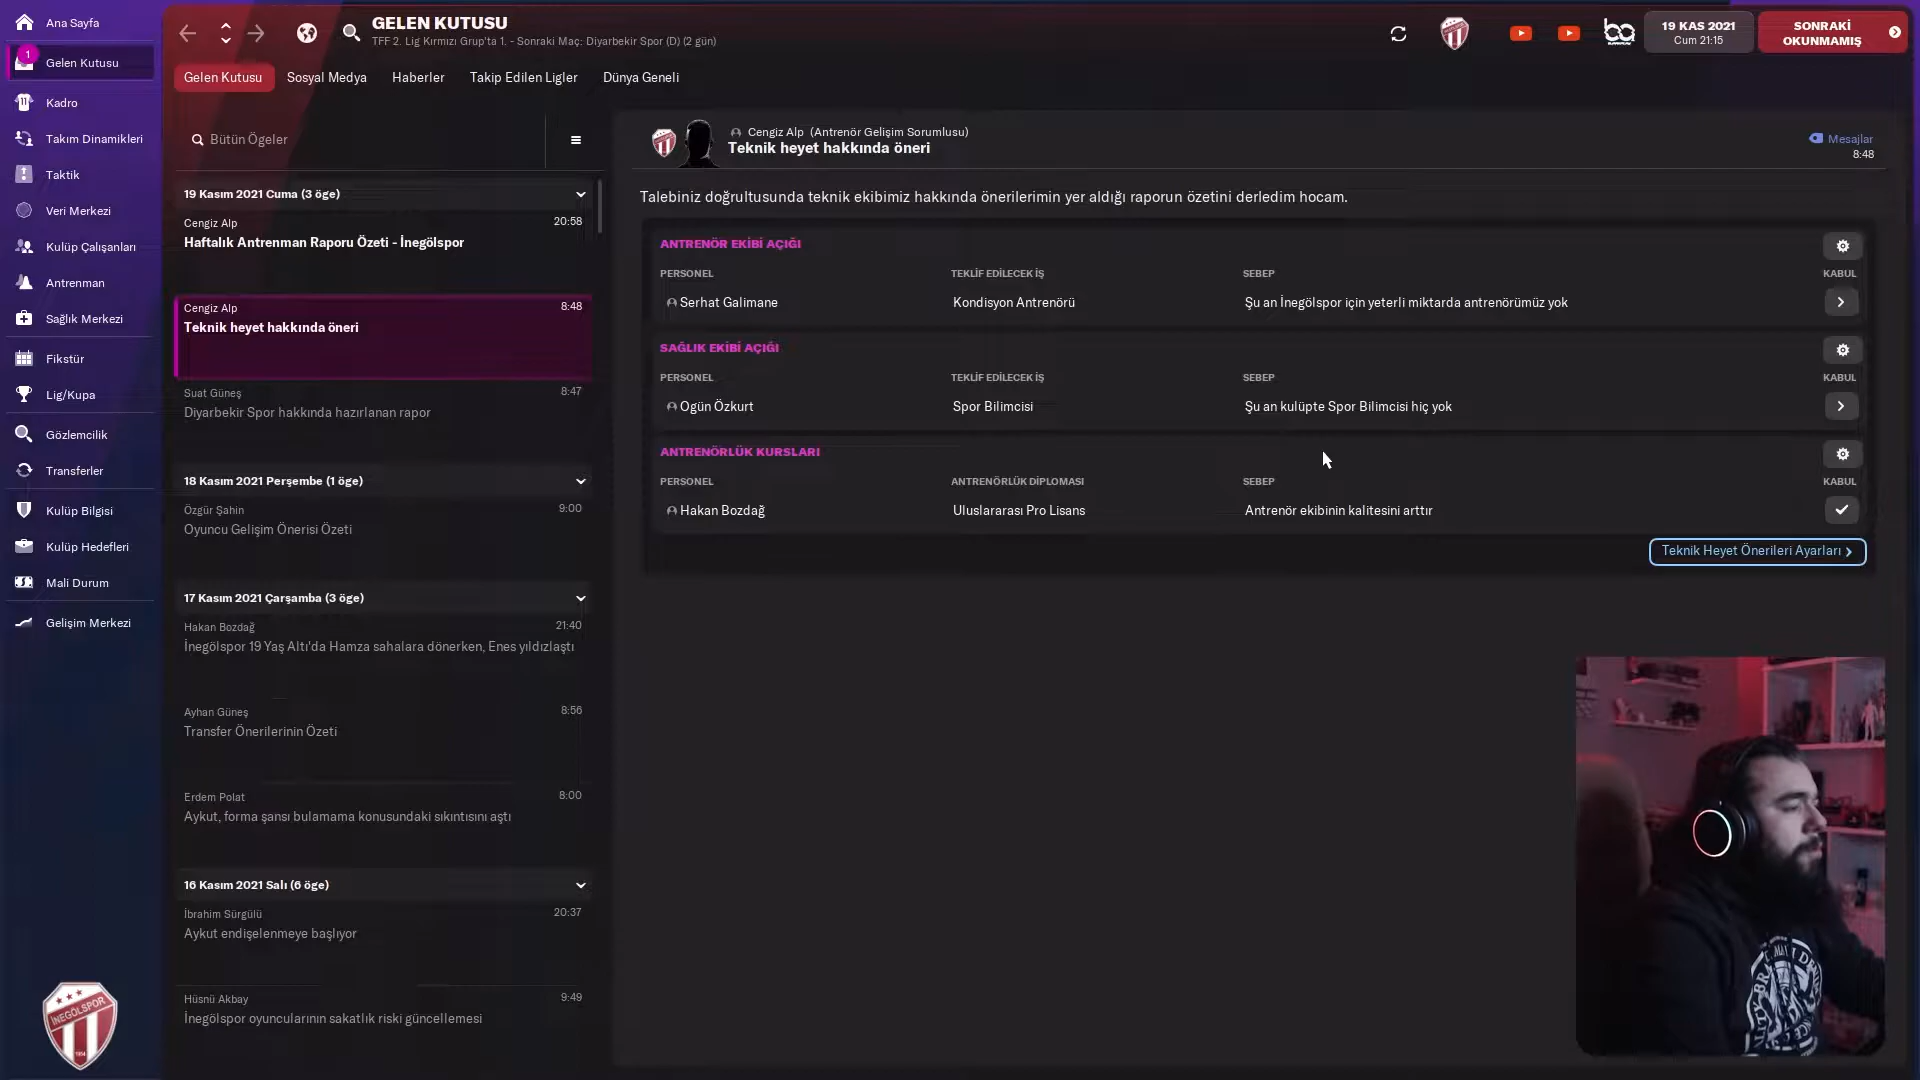 Ana Sayfa
1
Gelen Kutusu
Kadro
Takım Dinamikleri
Taktik
Veri Merkezi
Kulüp Çalışanları
Antrenman
Sağlık Merkezi
Fikstür
Lig/Kupa
Gözlemcilik
Transferler
Kulüp Bilgisi
Kulüp Hedefleri
Mali Durum
Gelişim Merkezi
İNEGÖLSPOR
GELEN KUTUSU
TFF 2. Lig Kırmızı Grup'ta 1. - Sonraki Maç: Diyarbekir Spor (D) (2 gün)
19 KAS 2021
Cum 21:15
SONRAKİ
OKUNMAMIŞ
Gelen Kutusu
Sosyal Medya
Haberler
Takip Edilen Ligler
Dünya Geneli
Bütün Ögeler
19 Kasım 2021 Cuma (3 öge)
Cengiz Alp 20:58
Haftalık Antrenman Raporu Özeti - İnegölspor
Cengiz Alp 8:48
Teknik heyet hakkında öneri
Suat Güneş 8:47
Diyarbekir Spor hakkında hazırlanan rapor
18 Kasım 2021 Perşembe (1 öge)
Özgür Şahin 9:00
Oyuncu Gelişim Önerisi Özeti
17 Kasım 2021 Çarşamba (3 öge)
Hakan Bozdağ 21:40
İnegölspor 19 Yaş Altı'da Hamza sahalara dönerken, Enes yıldızlaştı
Ayhan Güneş 8:56
Transfer Önerilerinin Özeti
Erdem Polat 8:00
Aykut, forma şansı bulamama konusundaki sıkıntısını aştı
16 Kasım 2021 Salı (6 öge)
İbrahim Sürgülü 20:37
Aykut endişelenmeye başlıyor
Hüsnü Akbay 9:49
İnegölspor oyuncularının sakatlık riski güncellemesi
Cengiz Alp (Antrenör Gelişim Sorumlusu)
Teknik heyet hakkında öneri
Mesajlar
8:48
Talebiniz doğrultusunda teknik ekibimiz hakkında önerilerimin yer aldığı raporun özetini derledim hocam.
ANTRENÖR EKİBİ AÇIĞI
PERSONEL TEKLİF EDİLECEK İŞ SEBEP KABUL
Serhat Galimane Kondisyon Antrenörü Şu an İnegölspor için yeterli miktarda antrenörümüz yok
SAĞLIK EKİBİ AÇIĞI
PERSONEL TEKLİF EDİLECEK İŞ SEBEP KABUL
Ogün Özkurt Spor Bilimcisi Şu an kulüpte Spor Bilimcisi hiç yok
ANTRENÖRLÜK KURSLARI
PERSONEL ANTRENÖRLÜK DİPLOMASI SEBEP KABUL
Hakan Bozdağ Uluslararası Pro Lisans Antrenör ekibinin kalitesini arttır
Teknik Heyet Önerileri Ayarları